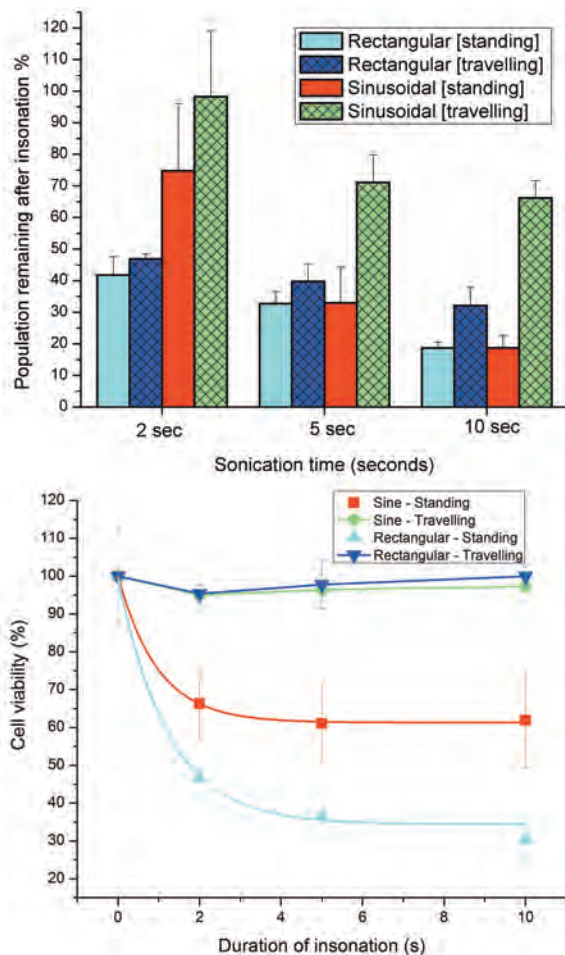 120
110
100
90
80
70
60
50
40
30
20
10
0
Population remaining after insonation %
Rectangular [standing]
Rectangular [travelling]
Sinusoidal [standing]
Sinusoidal [travelling]
2 sec
5 sec
10 sec
Sonication time (seconds)
120
110
100
90
80
70
60
50
40
30
20
Cell viability (%)
Sine - Standing
Sine - Travelling
Rectangular - Standing
Rectangular - Travelling
0
2
4
6
8
10
Duration of insonation (s)